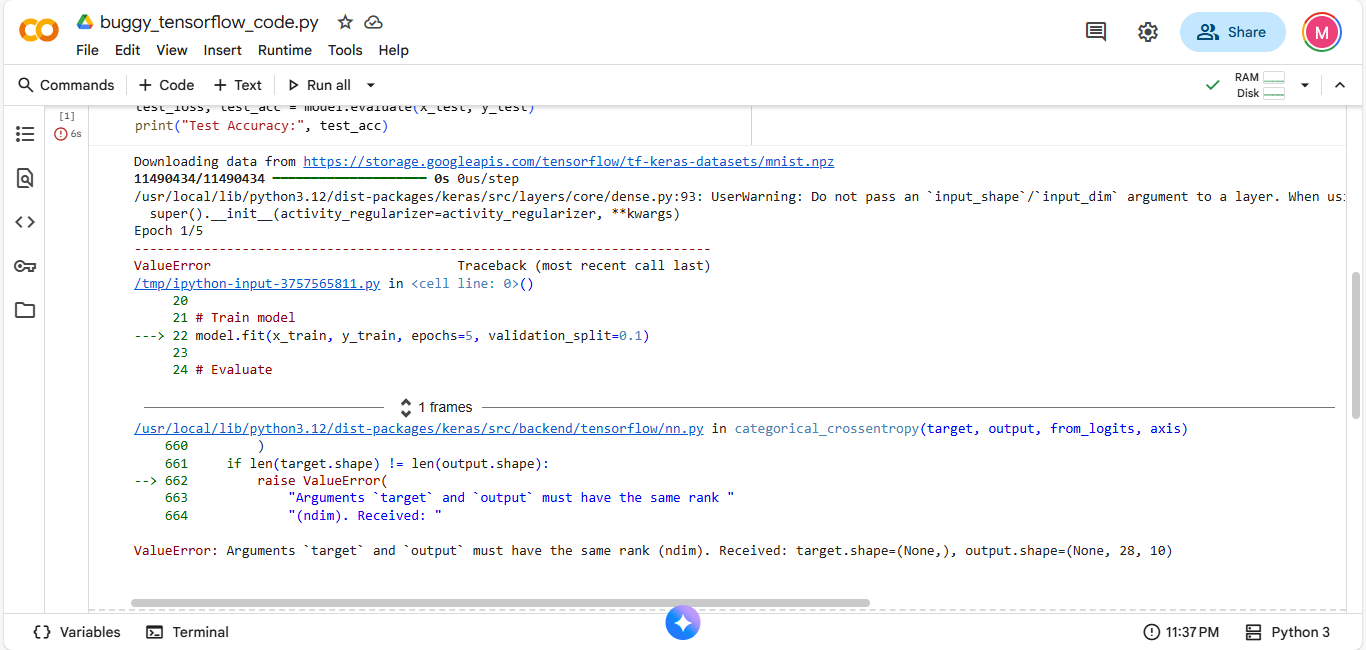 buggy_tensorflow_code.py
File Edit View Insert Runtime Tools Help
Share
M
Commands + Code + Text Run all
RAM
Disk
[1]
6s
test_loss, test_acc = model.evaluate(x_test, y_test)
print("Test Accuracy:", test_acc)
Downloading data from https://storage.googleapis.com/tensorflow/tf-keras-datasets/mnist.npz
11490434/11490434 ━━━━━━━━━━━━━━━━━━━━ 0s 0us/step
/usr/local/lib/python3.12/dist-packages/keras/src/layers/core/dense.py:93: UserWarning: Do not pass an `input_shape`/`input_dim` argument to a layer. When usi
super().__init__(activity_regularizer=activity_regularizer, **kwargs)
Epoch 1/5
---------------------------------------------------------------------------
ValueError Traceback (most recent call last)
/tmp/ipython-input-3757565811.py in <cell line: 0>()
20
21 # Train model
---> 22 model.fit(x_train, y_train, epochs=5, validation_split=0.1)
23
24 # Evaluate
1 frames
/usr/local/lib/python3.12/dist-packages/keras/src/backend/tensorflow/nn.py in categorical_crossentropy(target, output, from_logits, axis)
660 )
661 if len(target.shape) != len(output.shape):
--> 662 raise ValueError(
663 "Arguments `target` and `output` must have the same rank "
664 "(ndim). Received: "
ValueError: Arguments `target` and `output` must have the same rank (ndim). Received: target.shape=(None,), output.shape=(None, 28, 10)
Variables Terminal
11:37 PM Python 3